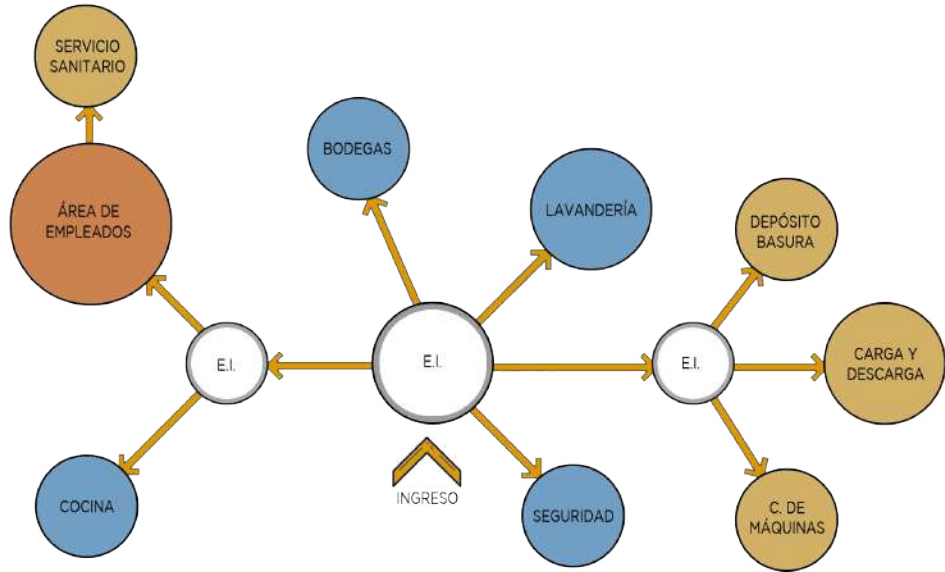 SERVICIO
SANITARIO
ÁREA DE
EMPLEADOS
BODEGAS
LAVANDERÍA
DEPÓSITO
BASURA
E.I.
E.I.
E.I.
CARGA Y
DESCARGA
COCINA
INGRESO
SEGURIDAD
C. DE
MÁQUINAS